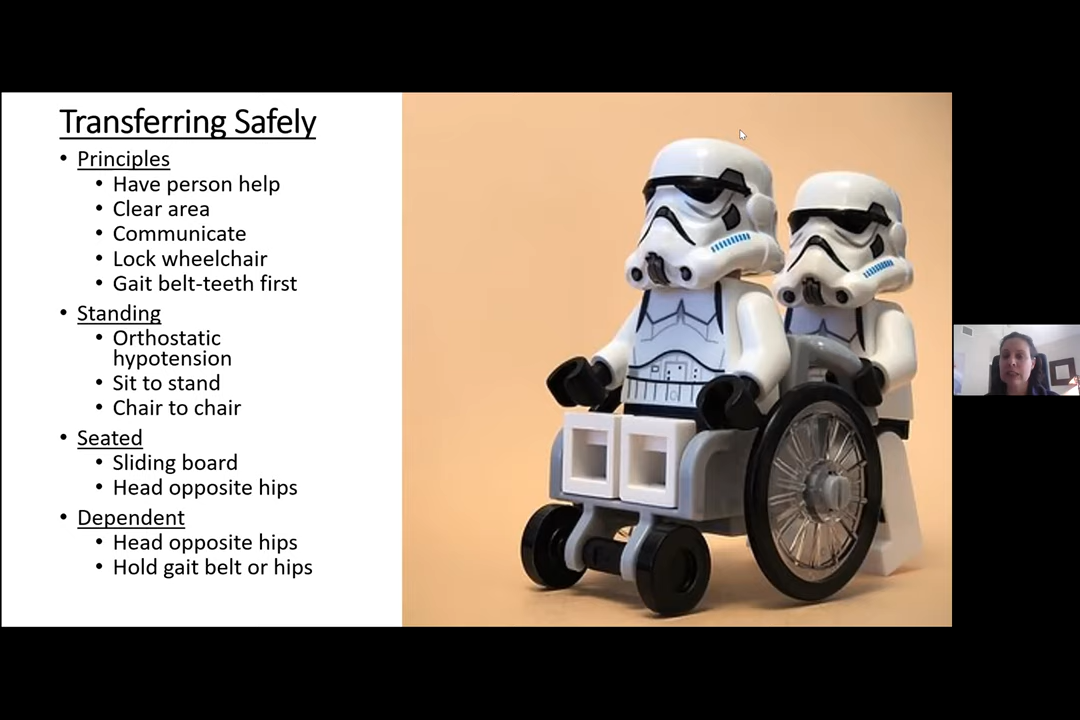 Transferring Safely
• Principles
• Have person help
• Clear area
• Communicate
• Lock wheelchair
• Gait belt-teeth first
• Standing
• Orthostatic
hypotension
• Sit to stand
• Chair to chair
• Seated
• Sliding board
• Head opposite hips
• Dependent
• Head opposite hips
• Hold gait belt or hips